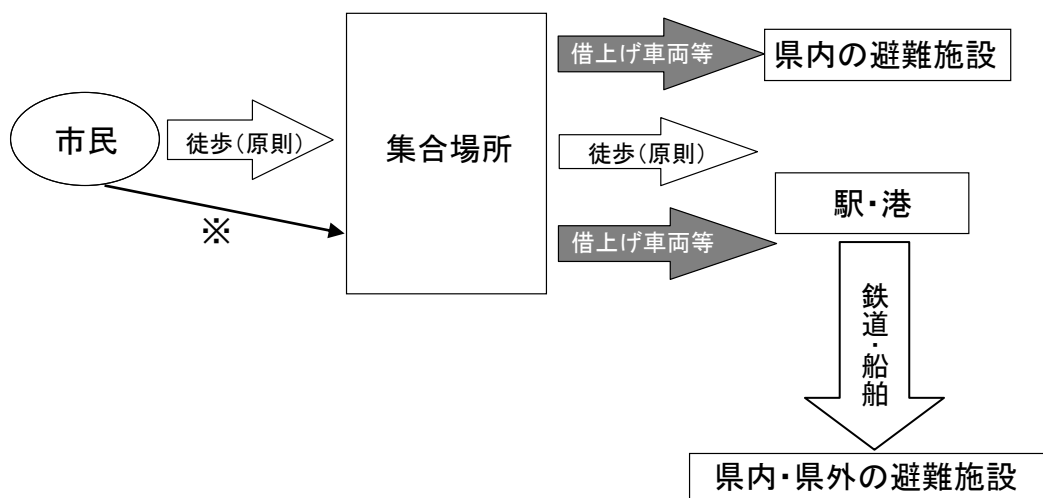 市民
徒歩(原則)
※
集合場所
借上げ車両等
県内の避難施設
徒歩(原則)
駅・港
借上げ車両等
鉄道・船舶
県内・県外の避難施設